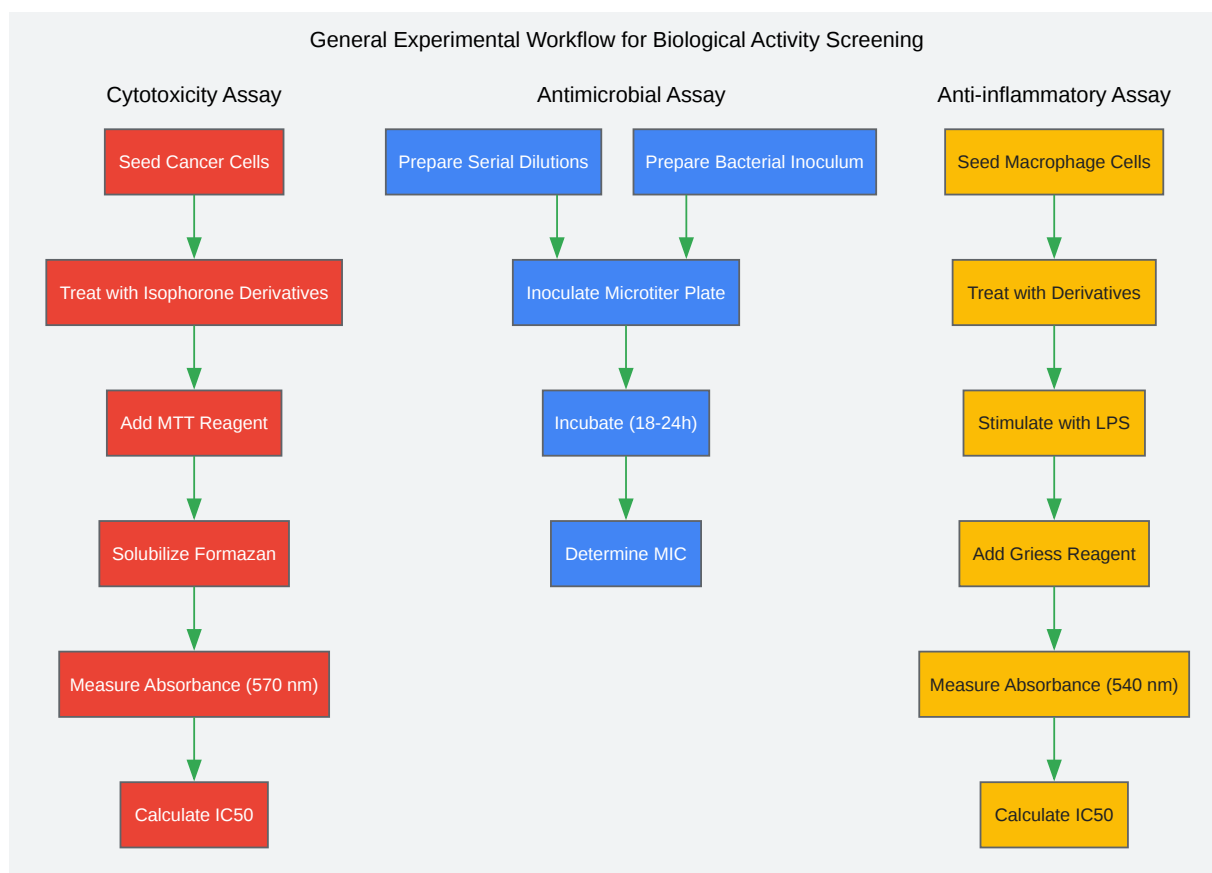 General Experimental Workflow for Biological Activity Screening
Cytotoxicity Assay
Seed Cancer Cells
Treat with Isophorone Derivatives
Add MTT Reagent
Solubilize Formazan
Measure Absorbance (570 nm)
Calculate IC50
Antimicrobial Assay
Prepare Serial Dilutions
Prepare Bacterial Inoculum
Inoculate Microtiter Plate
Incubate (18-24h)
Determine MIC
Anti-inflammatory Assay
Seed Macrophage Cells
Treat with Derivatives
Stimulate with LPS
Add Griess Reagent
Measure Absorbance (540 nm)
Calculate IC50